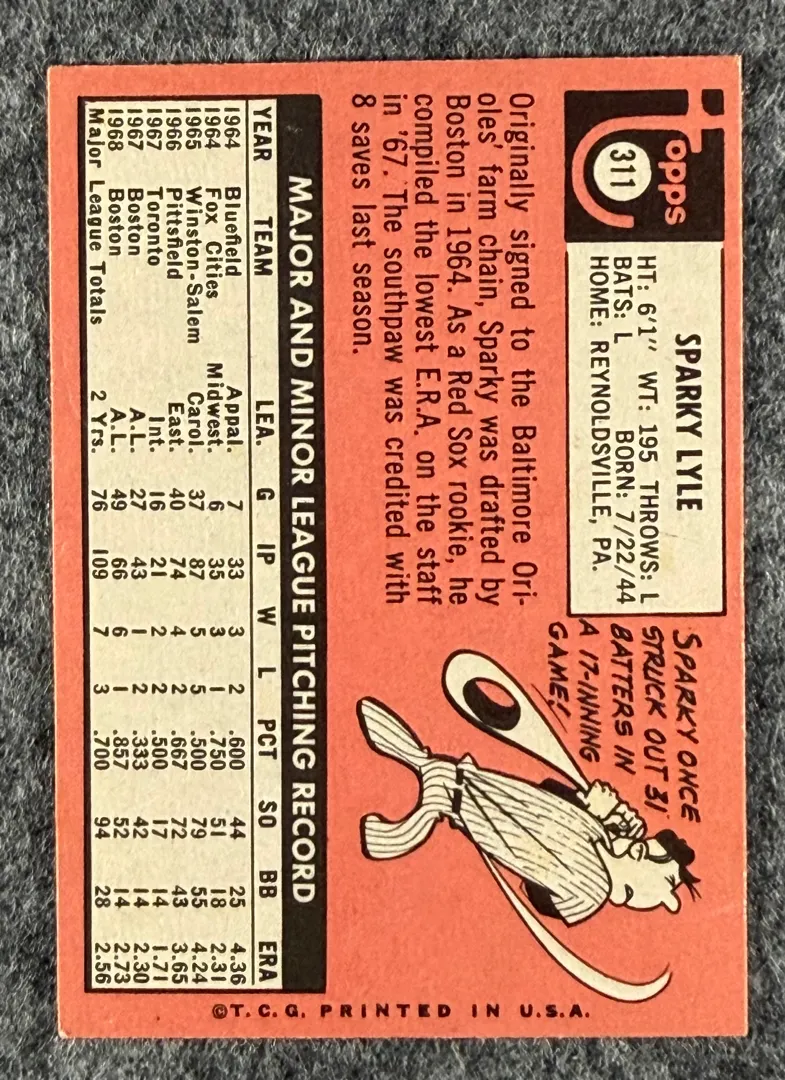 topps
311
SPARKY LYLE
HT: 6'1" WT: 195 THROWS: L
BATS: L BORN: 7/22/44
HOME: REYNOLDSVILLE, PA.
SPARKY ONCE
STRUCK OUT 31
BATTERS IN
A 17-INNING
GAME!
Originally signed to the Baltimore Ori-
oles' farm chain, Sparky was drafted by
Boston in 1964. As a Red Sox rookie, he
compiled the lowest E.R.A. on the staff
in '67. The southpaw was credited with
8 saves last season.
MAJOR AND MINOR LEAGUE PITCHING RECORD
YEAR TEAM LEA. G IP W L PCT SO BB ERA
1964 Bluefield Appal. 7 33 3 2 .600 44 25 4.36
1964 Fox Cities Midwest. 6 35 3 1 .750 51 18 2.31
1965 Winston-Salem Carol. 37 87 5 5 .500 79 55 4.24
1966 Pittsfield East. 40 74 4 2 .667 72 43 3.65
1967 Toronto Int. 16 21 2 2 .500 17 14 1.71
1967 Boston A.L. 27 43 1 2 .333 42 14 2.30
1968 Boston A.L. 49 66 6 1 .857 52 14 2.73
Major League Totals 2 Yrs. 76 109 7 3 .700 94 28 2.56
©T.C.G. PRINTED IN U.S.A.